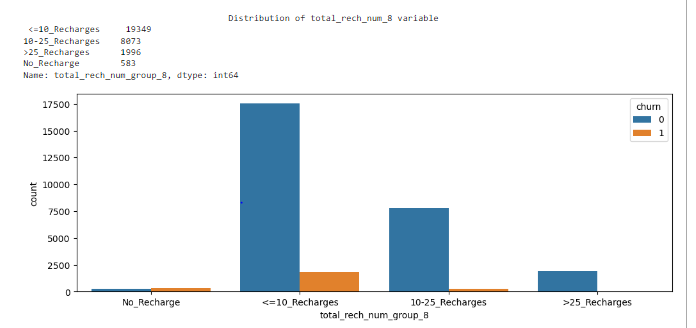 Distribution of total_rech_num_8 variable
<=10_Recharges 19349
10-25_Recharges 8073
>25_Recharges 1996
No_Recharge 583
Name: total_rech_num_group_8, dtype: int64
churn
0
1
17500
15000
12500
10000
7500
5000
2500
0
count
No_Recharge <=10_Recharges 10-25_Recharges >25_Recharges
total_rech_num_group_8